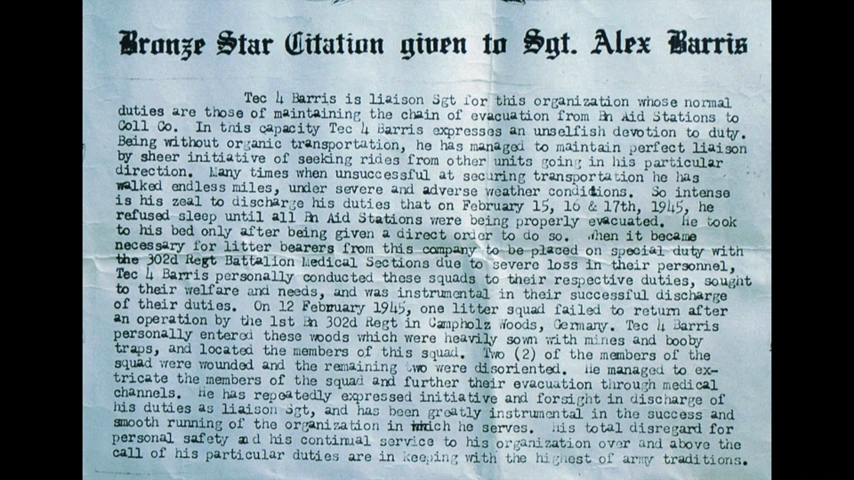 Bronze Star Citation given to Sgt. Alex Barris
Tec 4 Barris is liaison Sgt for this organization whose normal
duties are those of maintaining the chain of evacuation from Bn Aid Stations to
Coll Co. In this capacity Tec 4 Barris expresses an unselfish devotion to duty.
Being without organic transportation, he has managed to maintain perfect liaison
by sheer initiative of seeking rides from other units going in his particular
direction. Many times when unsuccessful at securing transportation he has
walked endless miles, under severe and adverse weather conditions. So intense
is his zeal to discharge his duties that on February 15, 16 & 17th, 1945, he
refused sleep until all Bn Aid Stations were being properly evacuated. He took
to his bed only after being given a direct order to do so. When it became
necessary for litter bearers from this company to be placed on special duty with
the 302d Regt Battalion Medical Sections due to severe loss in their personnel,
Tec 4 Barris personally conducted these squads to their respective duties, sought
to their welfare and needs, and was instrumental in their successful discharge
of their duties. On 12 February 1945, one litter squad failed to return after
an operation by the 1st Bn 302d Regt in Campholz Woods, Germany. Tec 4 Barris
personally entered these woods which were heavily sown with mines and booby
traps, and located the members of this squad. Two (2) of the members of the
squad were wounded and the remaining two were disoriented. He managed to ex-
tricate the members of the squad and further their evacuation through medical
channels. He has repeatedly expressed initiative and forsight in discharge of
his duties as liaison Sgt, and has been greatly instrumental in the success and
smooth running of the organization in which he serves. His total disregard for
personal safety and his continual service to his organization over and above the
call of his particular duties are in keeping with the highest of army traditions.